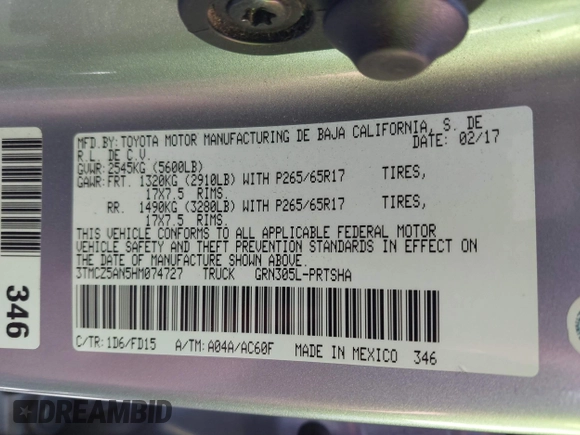 MFD.BY:TOYOTA MOTOR MANUFACTURING DE BAJA CALIFORNIA, S. DE
R.L. DE C.V. DATE: 02/17
GVWR:2545KG (5600LB)
GAWR:FRT. 1320KG (2910LB) WITH P265/65R17 TIRES,
17X7.5 RIMS.
RR. 1490KG (3280LB) WITH P265/65R17 TIRES,
17X7.5 RIMS.
THIS VEHICLE CONFORMS TO ALL APPLICABLE FEDERAL MOTOR
VEHICLE SAFETY AND THEFT PREVENTION STANDARDS IN EFFECT ON
THE DATE OF MANUFACTURE SHOWN ABOVE.
3TMCZ5AN5HM074727 TRUCK GRN305L-PRTSHA
C/TR:1D6/FD15 A/TM:A04A/AC60F MADE IN MEXICO 346
346
DREAMBID